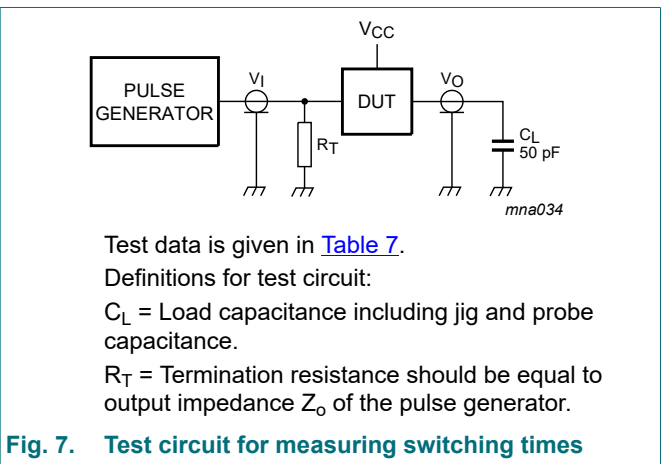 VCC
PULSE
GENERATOR
VI
DUT
VO
RT
CL
50 pF
mna034
Test data is given in Table 7.
Definitions for test circuit:
CL = Load capacitance including jig and probe
capacitance.
RT = Termination resistance should be equal to
output impedance Zo of the pulse generator.
Fig. 7. Test circuit for measuring switching times